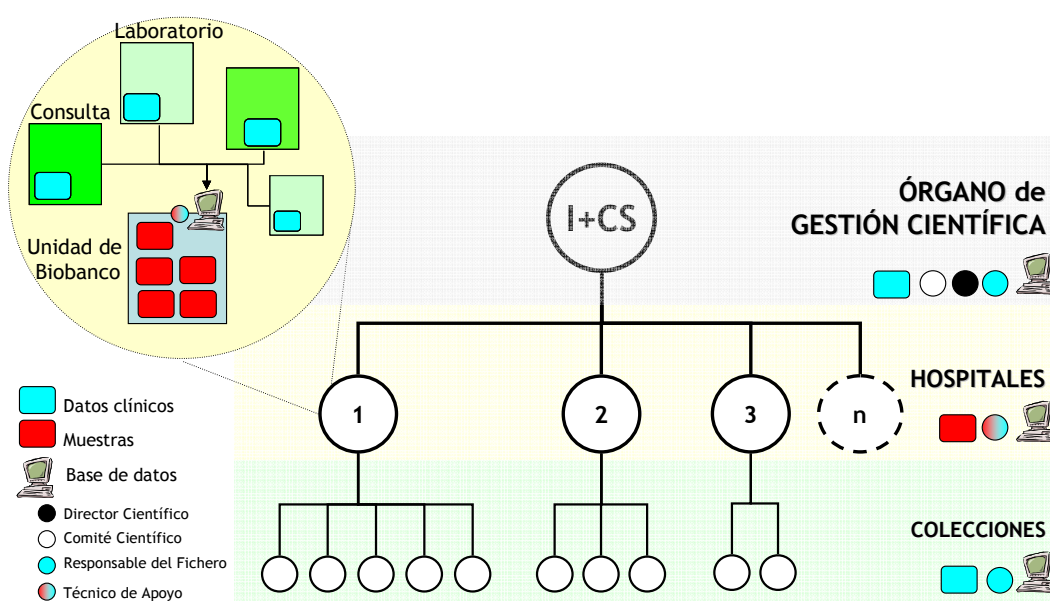 Laboratorio
Consulta
Unidad de
Biobanco
I+CS
ÓRGANO de
GESTIÓN CIENTÍFICA
1
2
3
n
HOSPITALES
COLECCIONES
Datos clínicos
Muestras
Base de datos
Director Científico
Comité Científico
Responsable del Fichero
Técnico de Apoyo